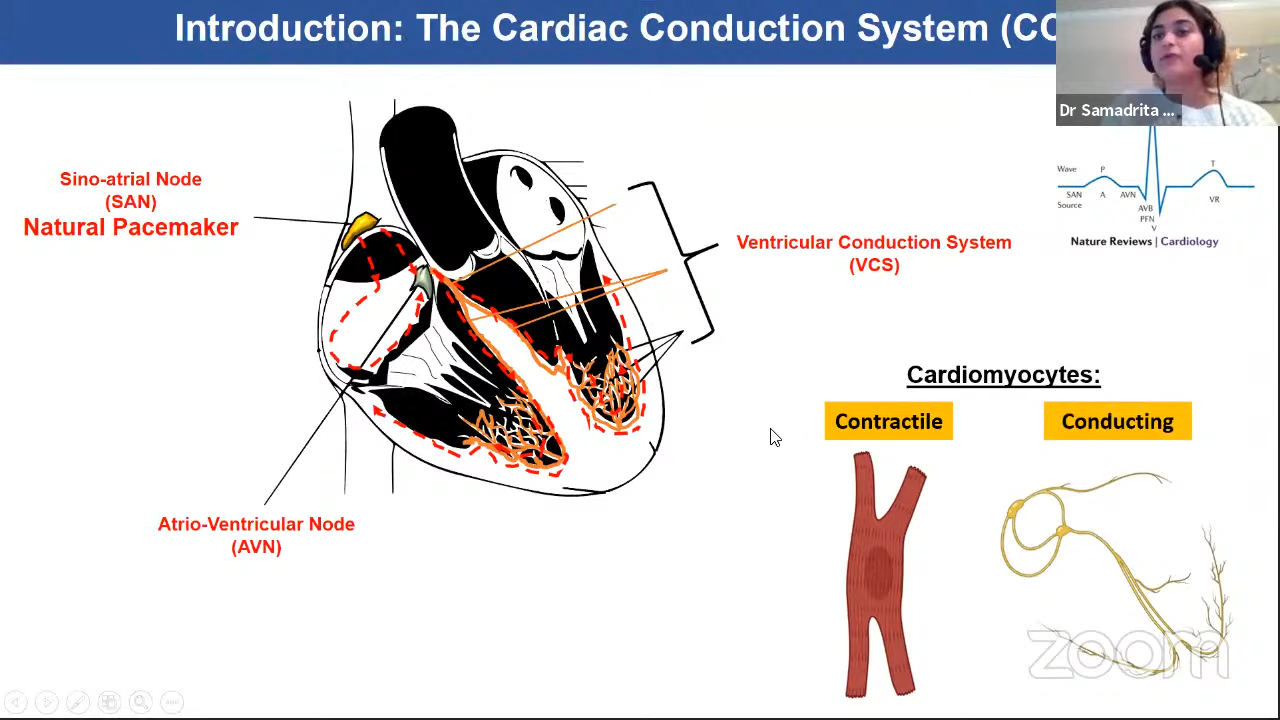 Introduction: The Cardiac Conduction System (CC
Dr Samadrita ...
Sino-atrial Node
(SAN)
Natural Pacemaker
Wave
P
T
SAN
A
AVN
VR
Source
AVB
PFN
V
Nature Reviews | Cardiology
Ventricular Conduction System
(VCS)
Cardiomyocytes:
Contractile
Conducting
Atrio-Ventricular Node
(AVN)
zoom